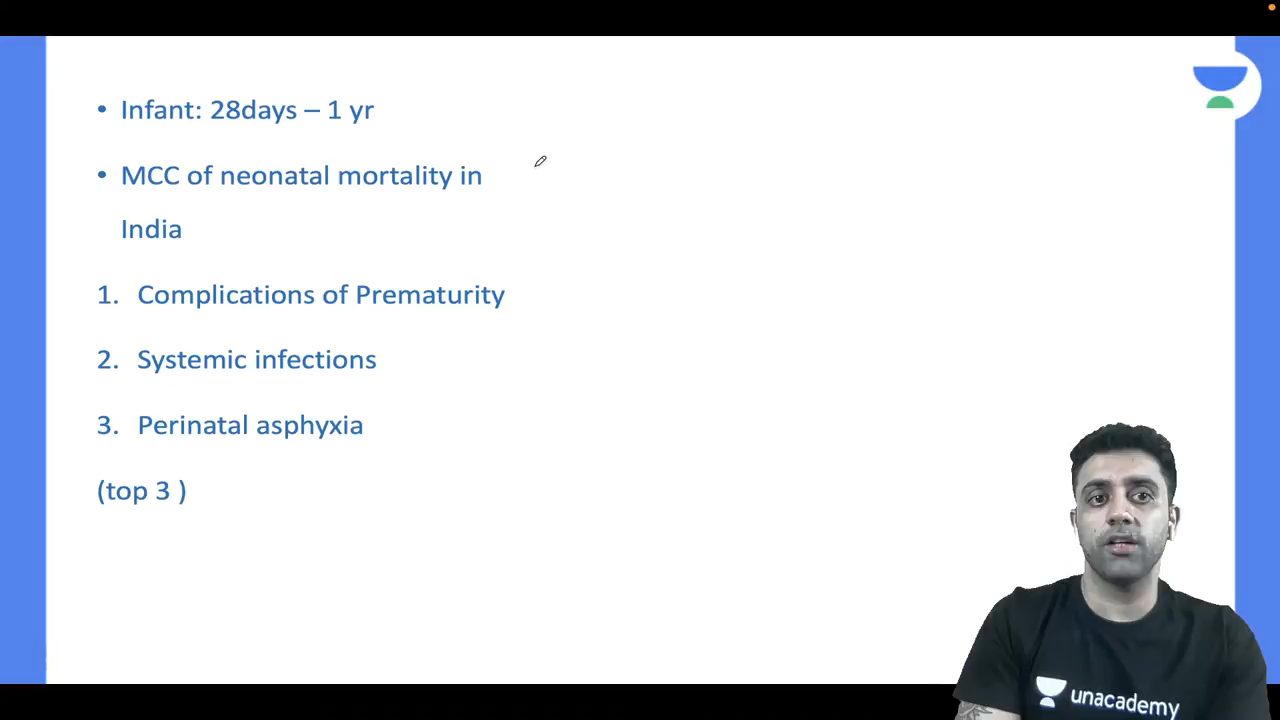 • Infant: 28days – 1 yr
• MCC of neonatal mortality in
India
1. Complications of Prematurity
2. Systemic infections
3. Perinatal asphyxia
(top 3 )
unacademy